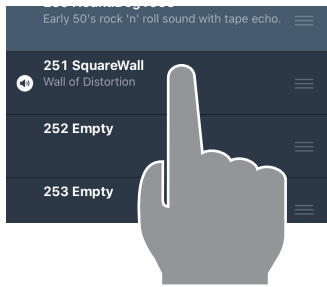 Early 50's rock 'n' roll sound with tape echo.
251 SquareWall
Wall of Distortion
252 Empty
253 Empty